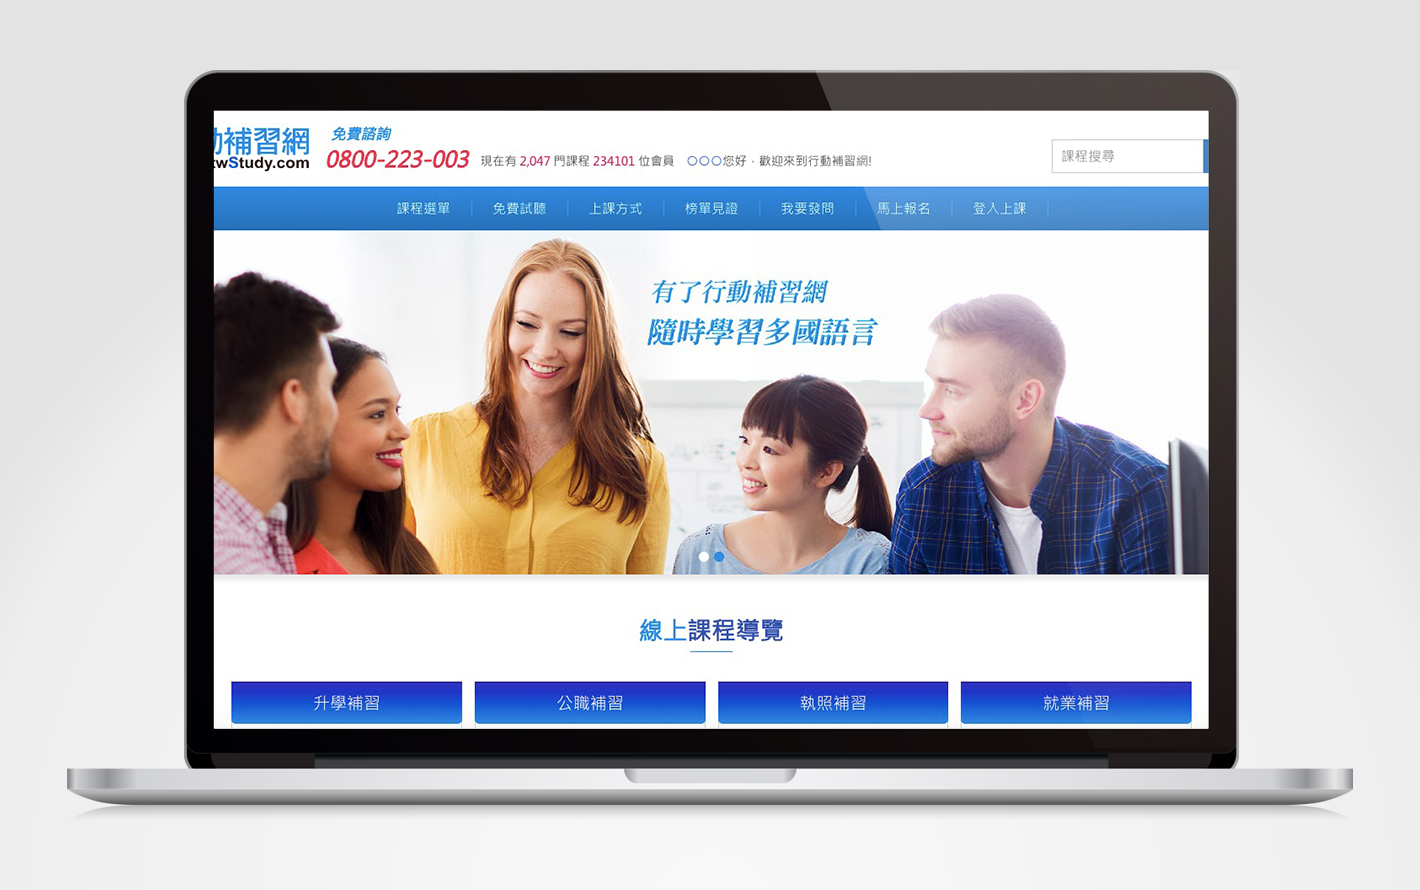 動補習網
twStudy.com
免費諮詢
0800-223-003
現在有 2,047 門課程 234101 位會員 〇〇〇您好，歡迎來到行動補習網!
課程搜尋
課程選單 免費試聽 上課方式 榜單見證 我要發問 馬上報名 登入上課
有了行動補習網
隨時學習多國語言
線上課程導覽
升學補習 公職補習 執照補習 就業補習